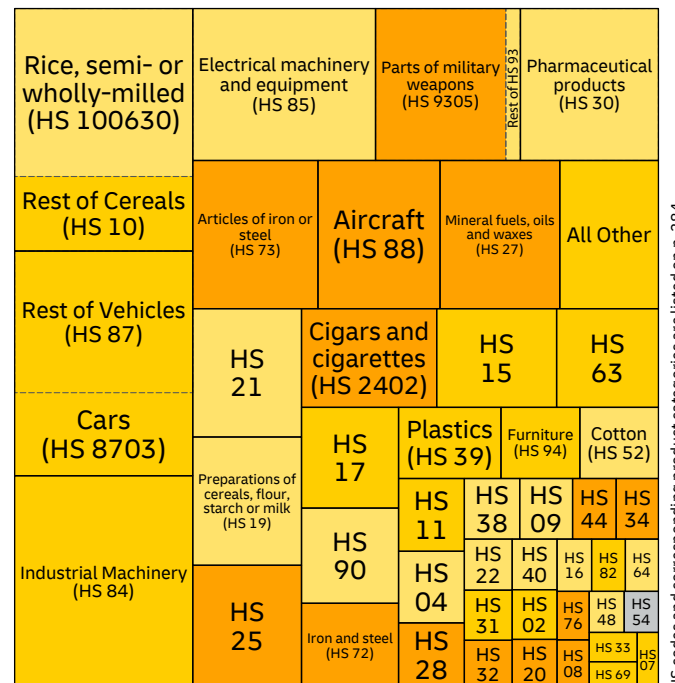 Rice, semi- or
wholly-milled
(HS 100630)
Electrical machinery
and equipment
(HS 85)
Parts of military
weapons
(HS 9305)
Rest of HS 93
Pharmaceutical
products
(HS 30)
Rest of Cereals
(HS 10)
Articles of iron or
steel
(HS 73)
Aircraft
(HS 88)
Mineral fuels, oils
and waxes
(HS 27)
All Other
Rest of Vehicles
(HS 87)
HS
21
Cigars and
cigarettes
(HS 2402)
HS
15
HS
63
Cars
(HS 8703)
HS
17
Plastics
(HS 39)
Furniture
(HS 94)
Cotton
(HS 52)
Preparations of
cereals, flour,
starch or milk
(HS 19)
Industrial Machinery
(HS 84)
HS
90
HS
11
HS
38
HS
09
HS
44
HS
34
HS
04
HS
22
HS
40
HS
16
HS
82
HS
64
HS
25
Iron and steel
(HS 72)
HS
28
HS
31
HS
02
HS
76
HS
48
HS
54
HS
32
HS
20
HS
08
HS 33
HS 69
HS
07